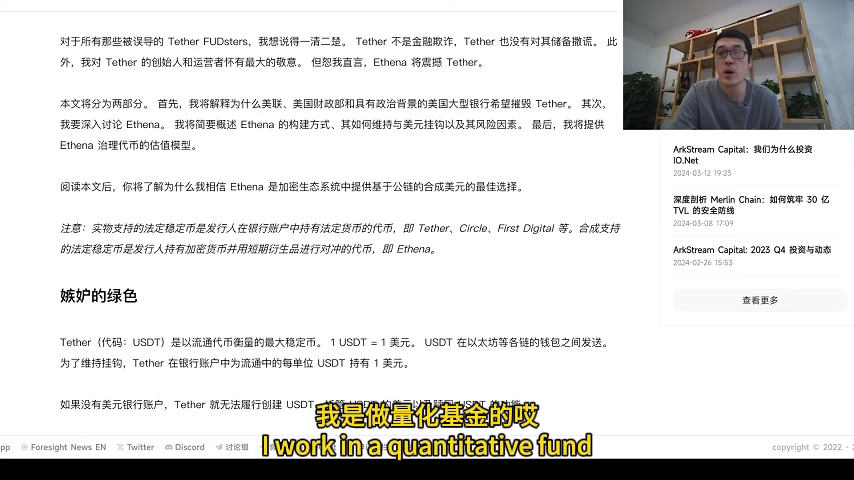 对于所有那些被误导的 Tether FUDsters，我想说得一清二楚。 Tether 不是金融欺诈，Tether 也没有对其储备撒谎。 此
外，我对 Tether 的创始人和运营者怀有最大的敬意。 但恕我直言，Ethena 将震撼 Tether。
本文将分为两部分。 首先，我将解释为什么美联、美国财政部和具有政治背景的美国大型银行希望摧毁 Tether。 其次，
我要深入讨论 Ethena。 我将简要概述 Ethena 的构建方式、其如何维持与美元挂钩以及其风险因素。 最后，我将提供
Ethena 治理代币的估值模型。
阅读本文后，你将了解为什么我相信 Ethena 是加密生态系统中提供基于公链的合成美元的最佳选择。
注意：实物支持的法定稳定币是发行人在银行账户中持有法定货币的代币，即 Tether、Circle、First Digital 等。合成支持
的法定稳定币是发行人持有加密货币并用短期衍生品进行对冲的代币，即 Ethena。
嫉妒的绿色
Tether（代码：USDT）是以流通代币衡量的最大稳定币。 1 USDT = 1 美元。 USDT 在以太坊等各链的钱包之间发送。
为了维持挂钩，Tether 在银行账户中为流通中的每单位 USDT 持有 1 美元。
如果没有美元银行账户，Tether 就无法履行创建 USDT
ArkStream Capital：我们为什么投资
IO.Net
2024-03-12 19:23
深度剖析 Merlin Chain：如何筑牢 30 亿
TVL 的安全防线
2024-03-08 17:09
ArkStream Capital: 2023 Q4 投资与动态
2024-02-26 15:53
查看更多
我是做量化基金的哎
I work in a quantitative fund
pp Foresight News EN Twitter Discord 讨论组
copyright © 2022 - 2